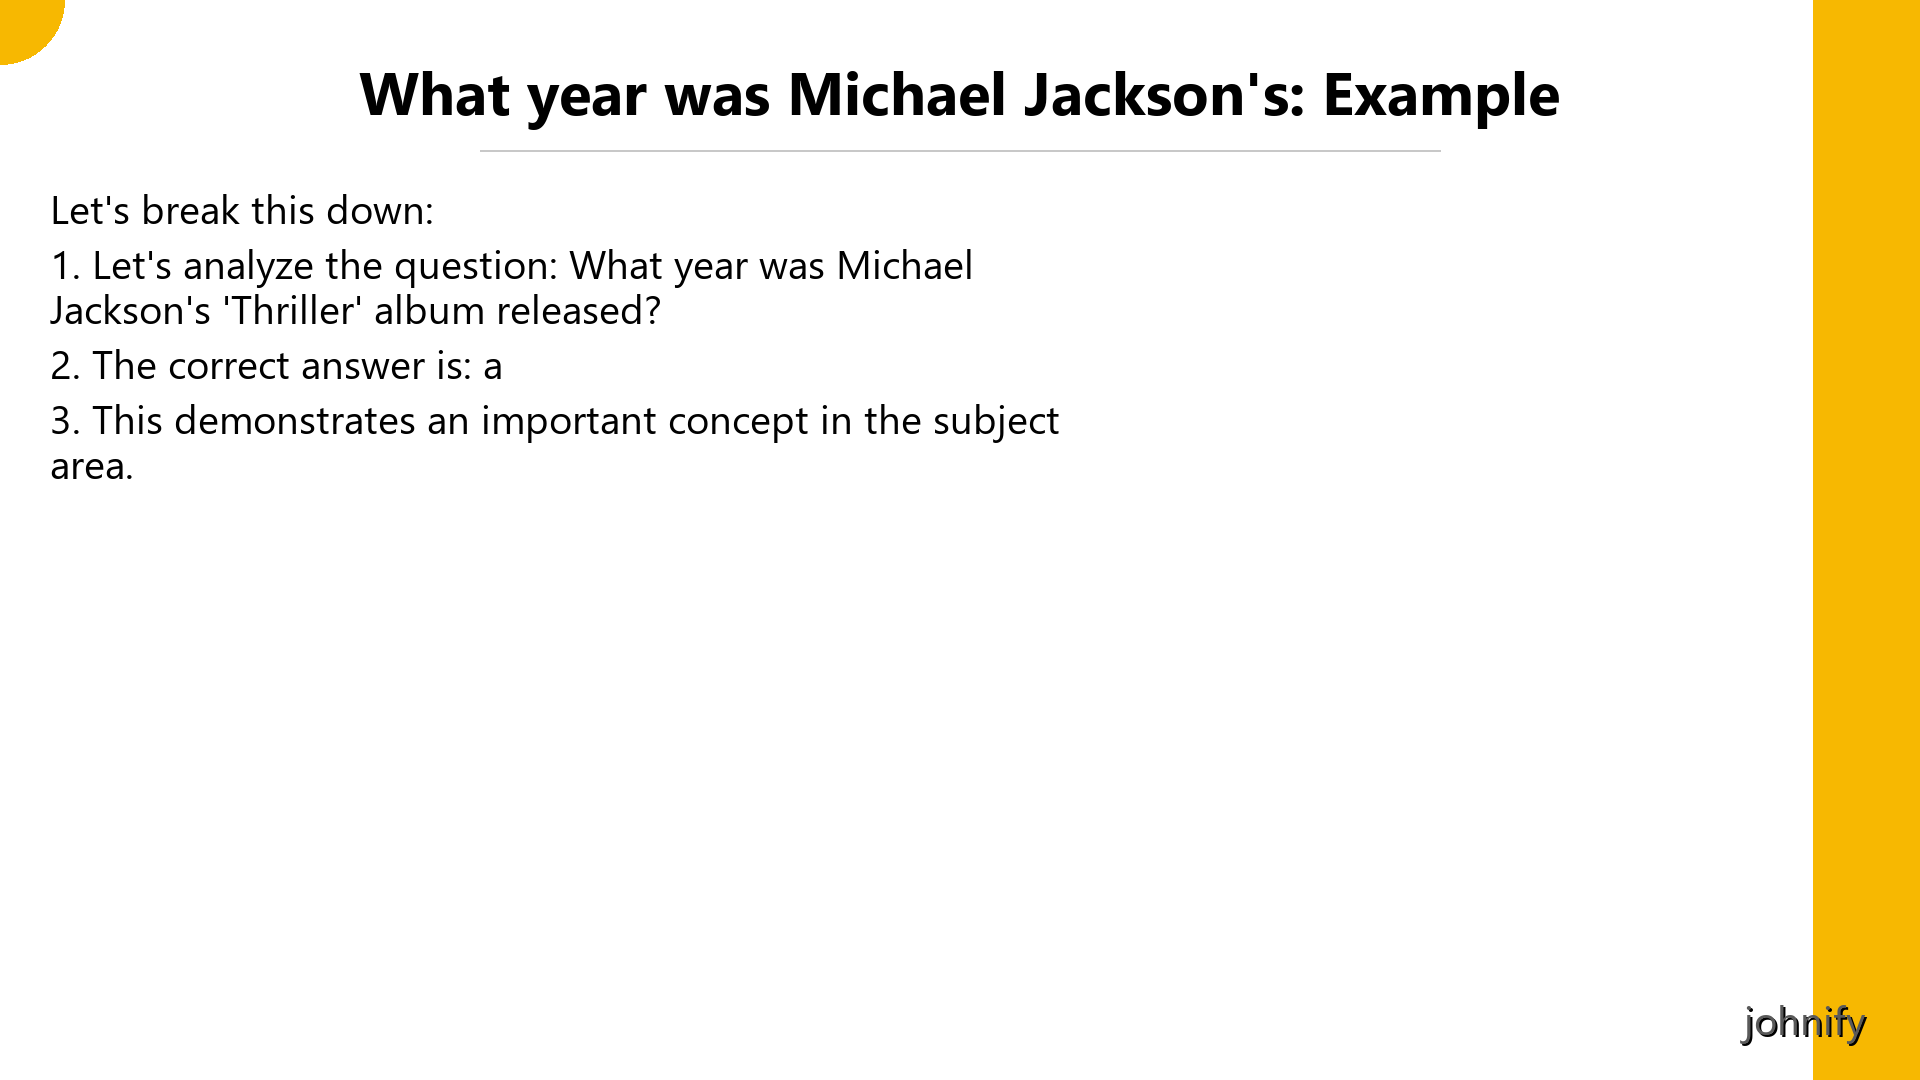 What year was Michael Jackson's: Example
Let's break this down:
1. Let's analyze the question: What year was Michael
Jackson's 'Thriller' album released?
2. The correct answer is: a
3. This demonstrates an important concept in the subject
area.
johnify